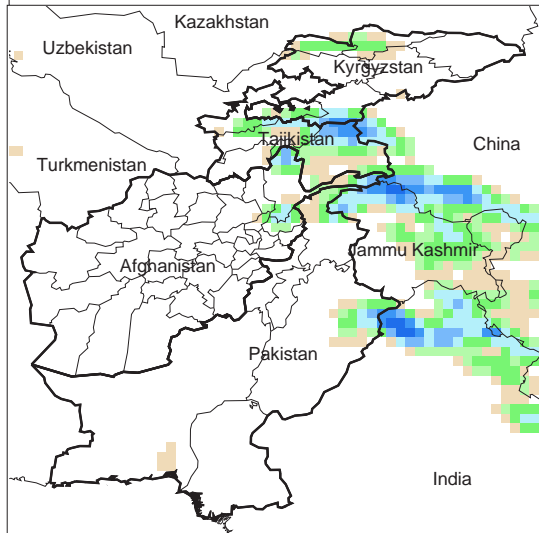 Kazakhstan
Uzbekistan
Kyrgyzstan
Tajikistan
China
Turkmenistan
Jammu Kashmir
Afghanistan
Pakistan
India